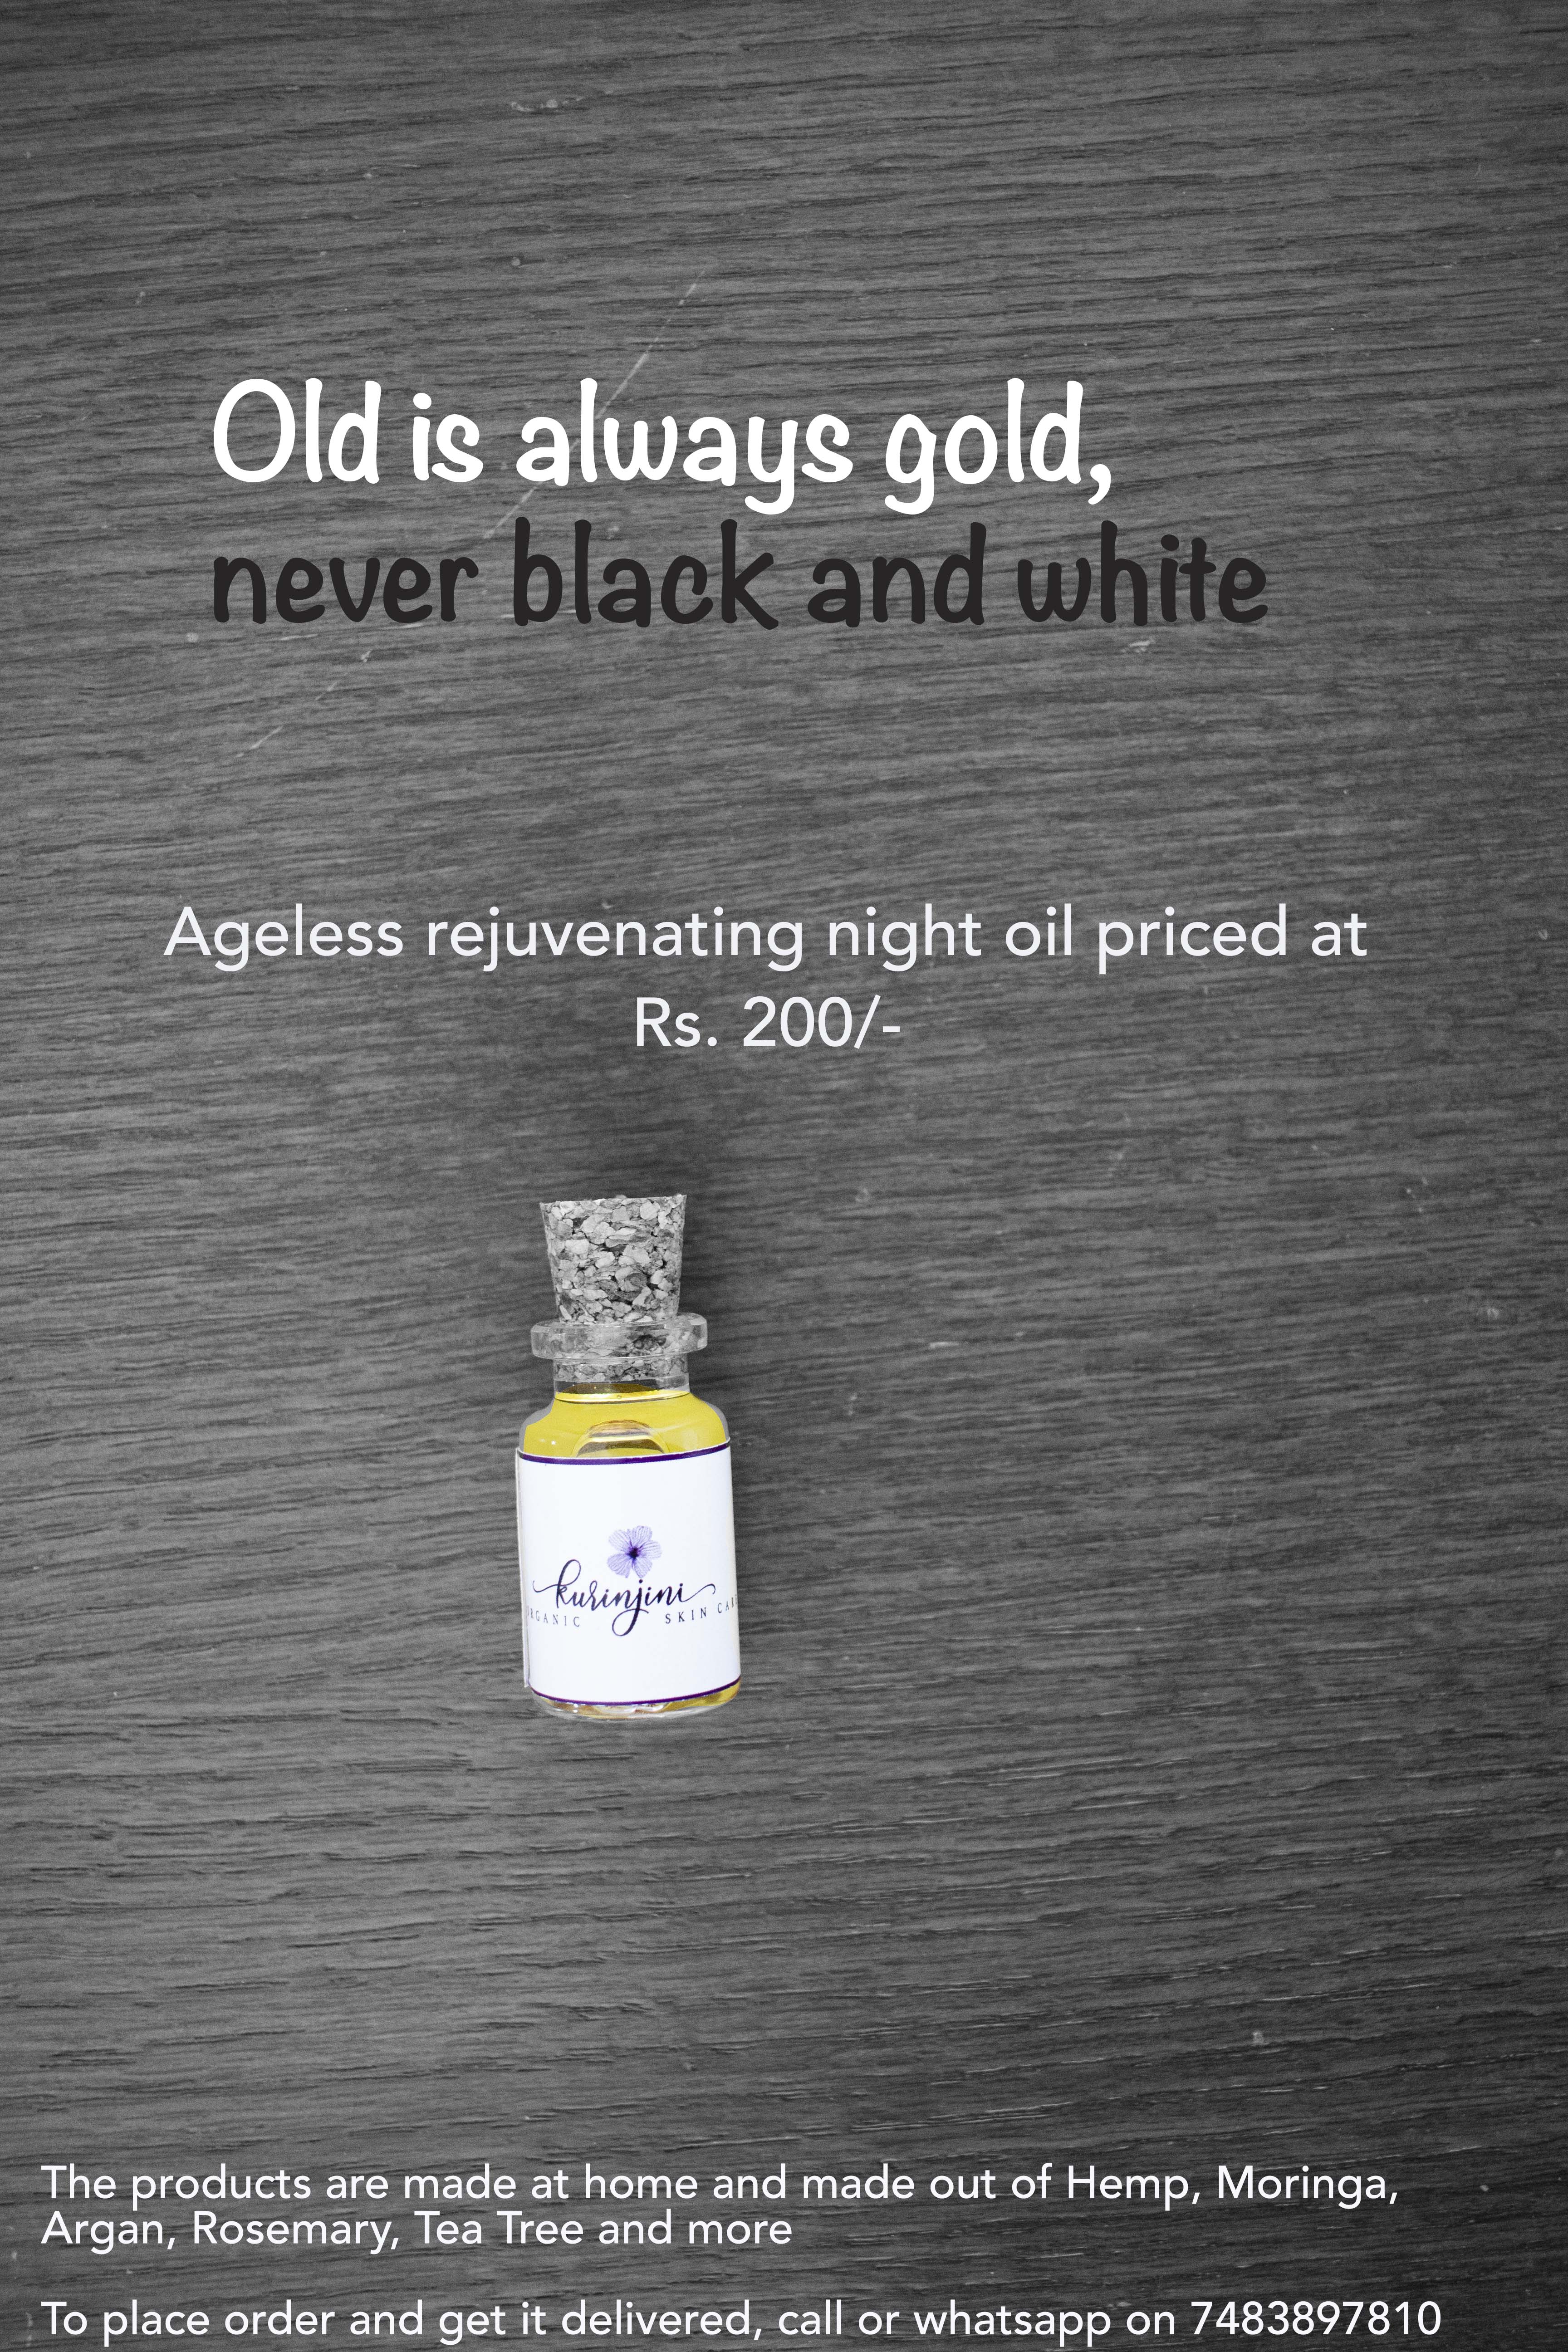 Old is always gold,
never black and white
Ageless rejuvenating night oil priced at
Rs. 200/-
kurinjini
SKIN
The products are made at home and made out of Hemp, Moringa,
Argan, Rosemary, Tea Tree and more
To place order and get it delivered, call or whatsapp on 7483897810